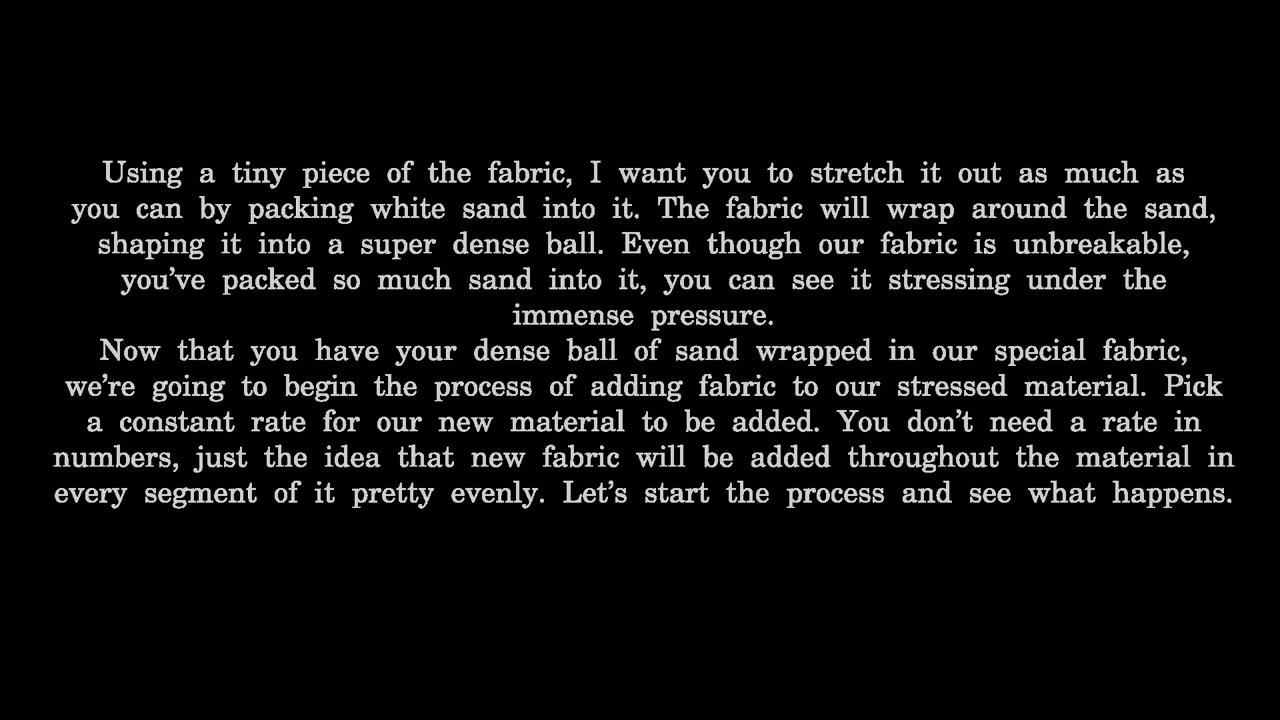 Using a tiny piece of the fabric, I want you to stretch it out as much as
you can by packing white sand into it. The fabric will wrap around the sand,
shaping it into a super dense ball. Even though our fabric is unbreakable,
you’ve packed so much sand into it, you can see it stressing under the
immense pressure.
Now that you have your dense ball of sand wrapped in our special fabric,
we’re going to begin the process of adding fabric to our stressed material. Pick
a constant rate for our new material to be added. You don’t need a rate in
numbers, just the idea that new fabric will be added throughout the material in
every segment of it pretty evenly. Let’s start the process and see what happens.